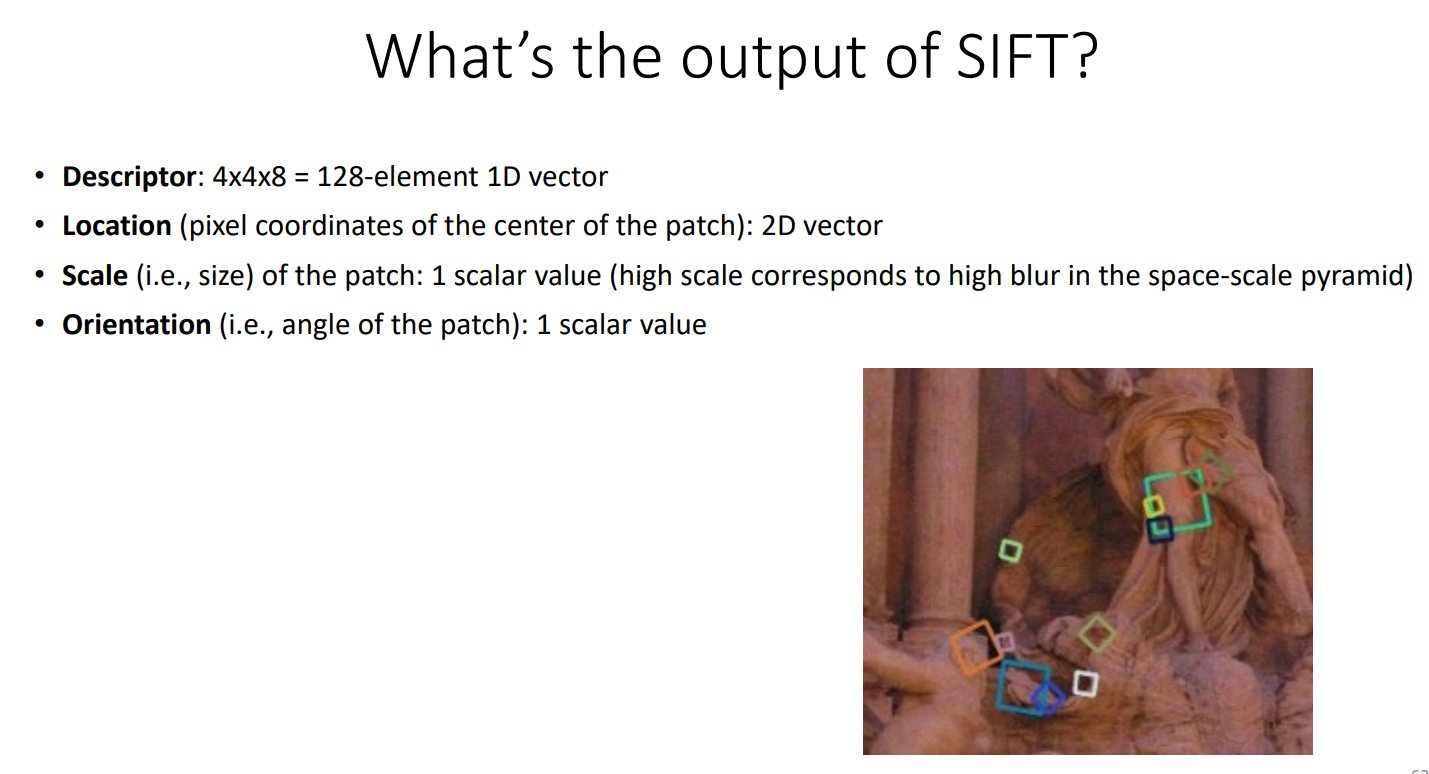 What’s the output of SIFT?
• Descriptor: 4x4x8 = 128-element 1D vector
• Location (pixel coordinates of the center of the patch): 2D vector
• Scale (i.e., size) of the patch: 1 scalar value (high scale corresponds to high blur in the space-scale pyramid)
• Orientation (i.e., angle of the patch): 1 scalar value